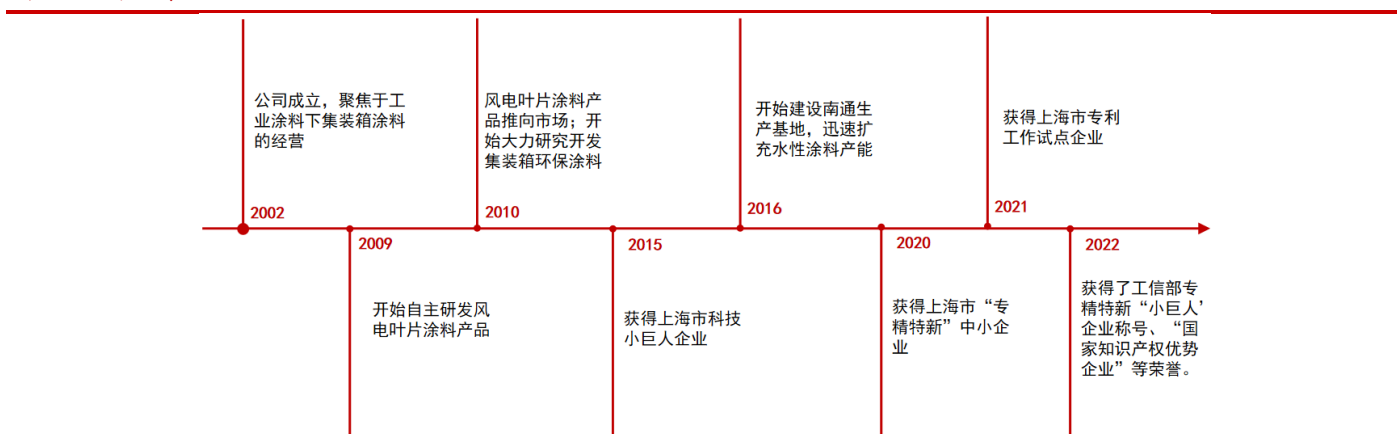 公司成立，聚焦于工
业涂料下集装箱涂料
的经营
2002
2009
开始自主研发风
电叶片涂料产品
风电叶片涂料产
品推向市场；开
始大力研究开发
集装箱环保涂料
2010
2015
获得上海市科技
小巨人企业
开始建设南通生
产基地，迅速扩
充水性涂料产能
2016
2020
获得上海市“专
精特新”中小企
业
获得上海市专利
工作试点企业
2021
2022
获得了工信部专
精特新“小巨人’
企业称号、“国
家知识产权优势
企业”等荣誉。